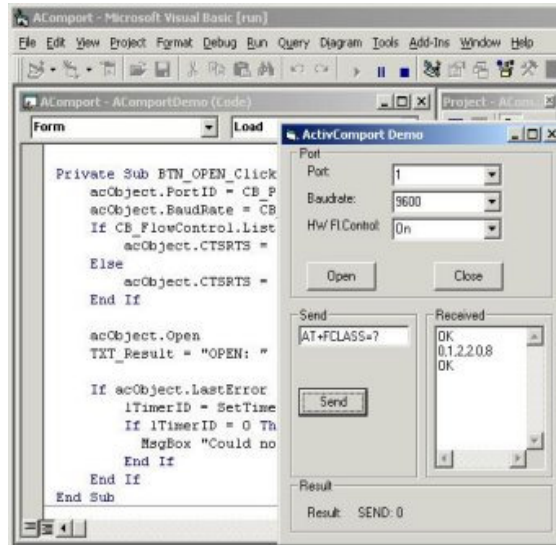 AComport - Microsoft Visual Basic [run]
File Edit View Project Format Debug Run Query Diagram Tools Add-Ins Window Help
AComport - AComportDemo (Code)
Project - ACom
Form Load
Private Sub BTN_OPEN_Click
acObject.PortID = CB_P
acObject.BaudRate = CB_
If CB_FlowControl.List
acObject.CTSRTS =
Else
acObject.CTSRTS =
End If
acObject.Open
TXT_Result = "OPEN: "
If acObject.LastError
lTimerID = SetTime
If lTimerID = 0 Th
MsgBox "Could no
End If
End If
End Sub
ActivComport Demo
Port
Port: 1
Baudrate: 9600
HW Fl.Control: On
Open Close
Send
AT+FCLASS=?
Send
Received
OK
0,1,2,2.0,8
OK
Result
Result: SEND: 0